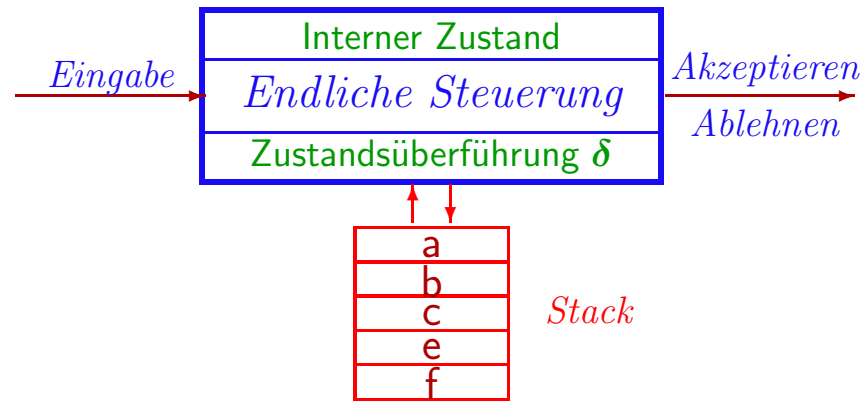 Interner Zustand
Eingabe
Endliche Steuerung
Akzeptieren
Ablehnen
Zustandsüberführung δ
a
b
c
e
f
Stack